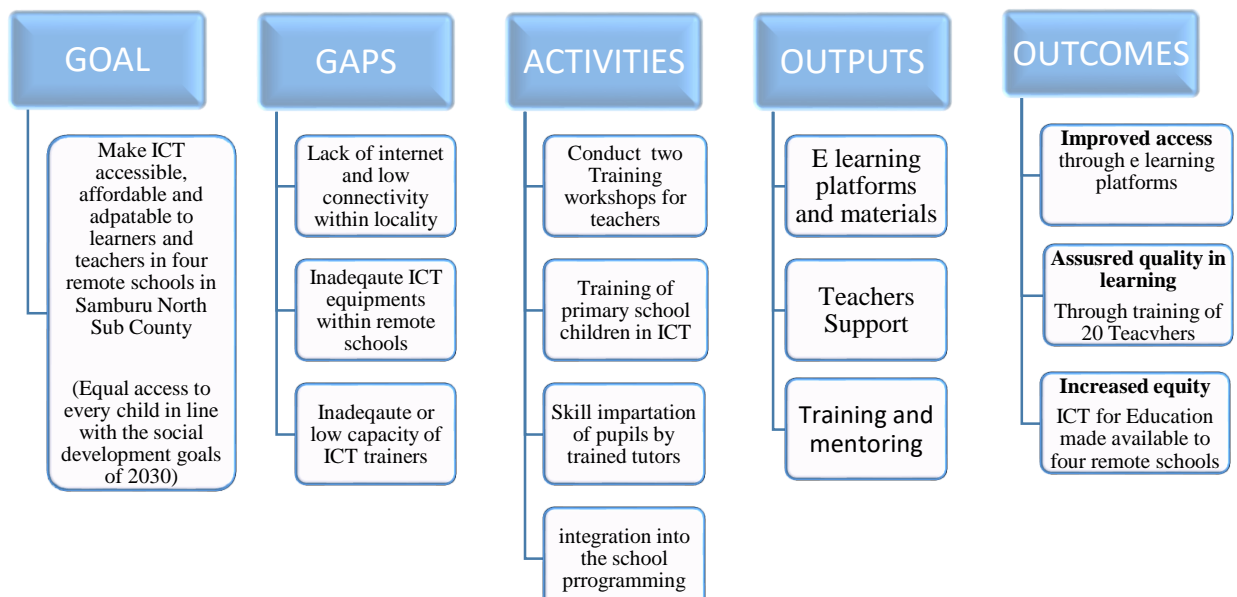 GOAL
Make ICT
accessible,
affordable and
adpatable to
learners and
teachers in four
remote schools in
Samburu North
Sub County
(Equal access to
every child in line
with the social
development goals
of 2030)
GAPS
Lack of internet
and low
connectivity
within locality
Inadeqaute ICT
equipments
within remote
schools
Inadeqaute or
low capacity of
ICT trainers
ACTIVITIES
Conduct two
Training
workshops for
teachers
Training of
primary school
children in ICT
Skill impartation
of pupils by
trained tutors
integration into
the school
prrogramming
OUTPUTS
E learning
platforms
and materials
Teachers
Support
Training and
mentoring
OUTCOMES
Improved access
through e learning
platforms
Assusred quality in
learning
Through training of
20 Teacvhers
Increased equity
ICT for Education
made available to
four remote schools